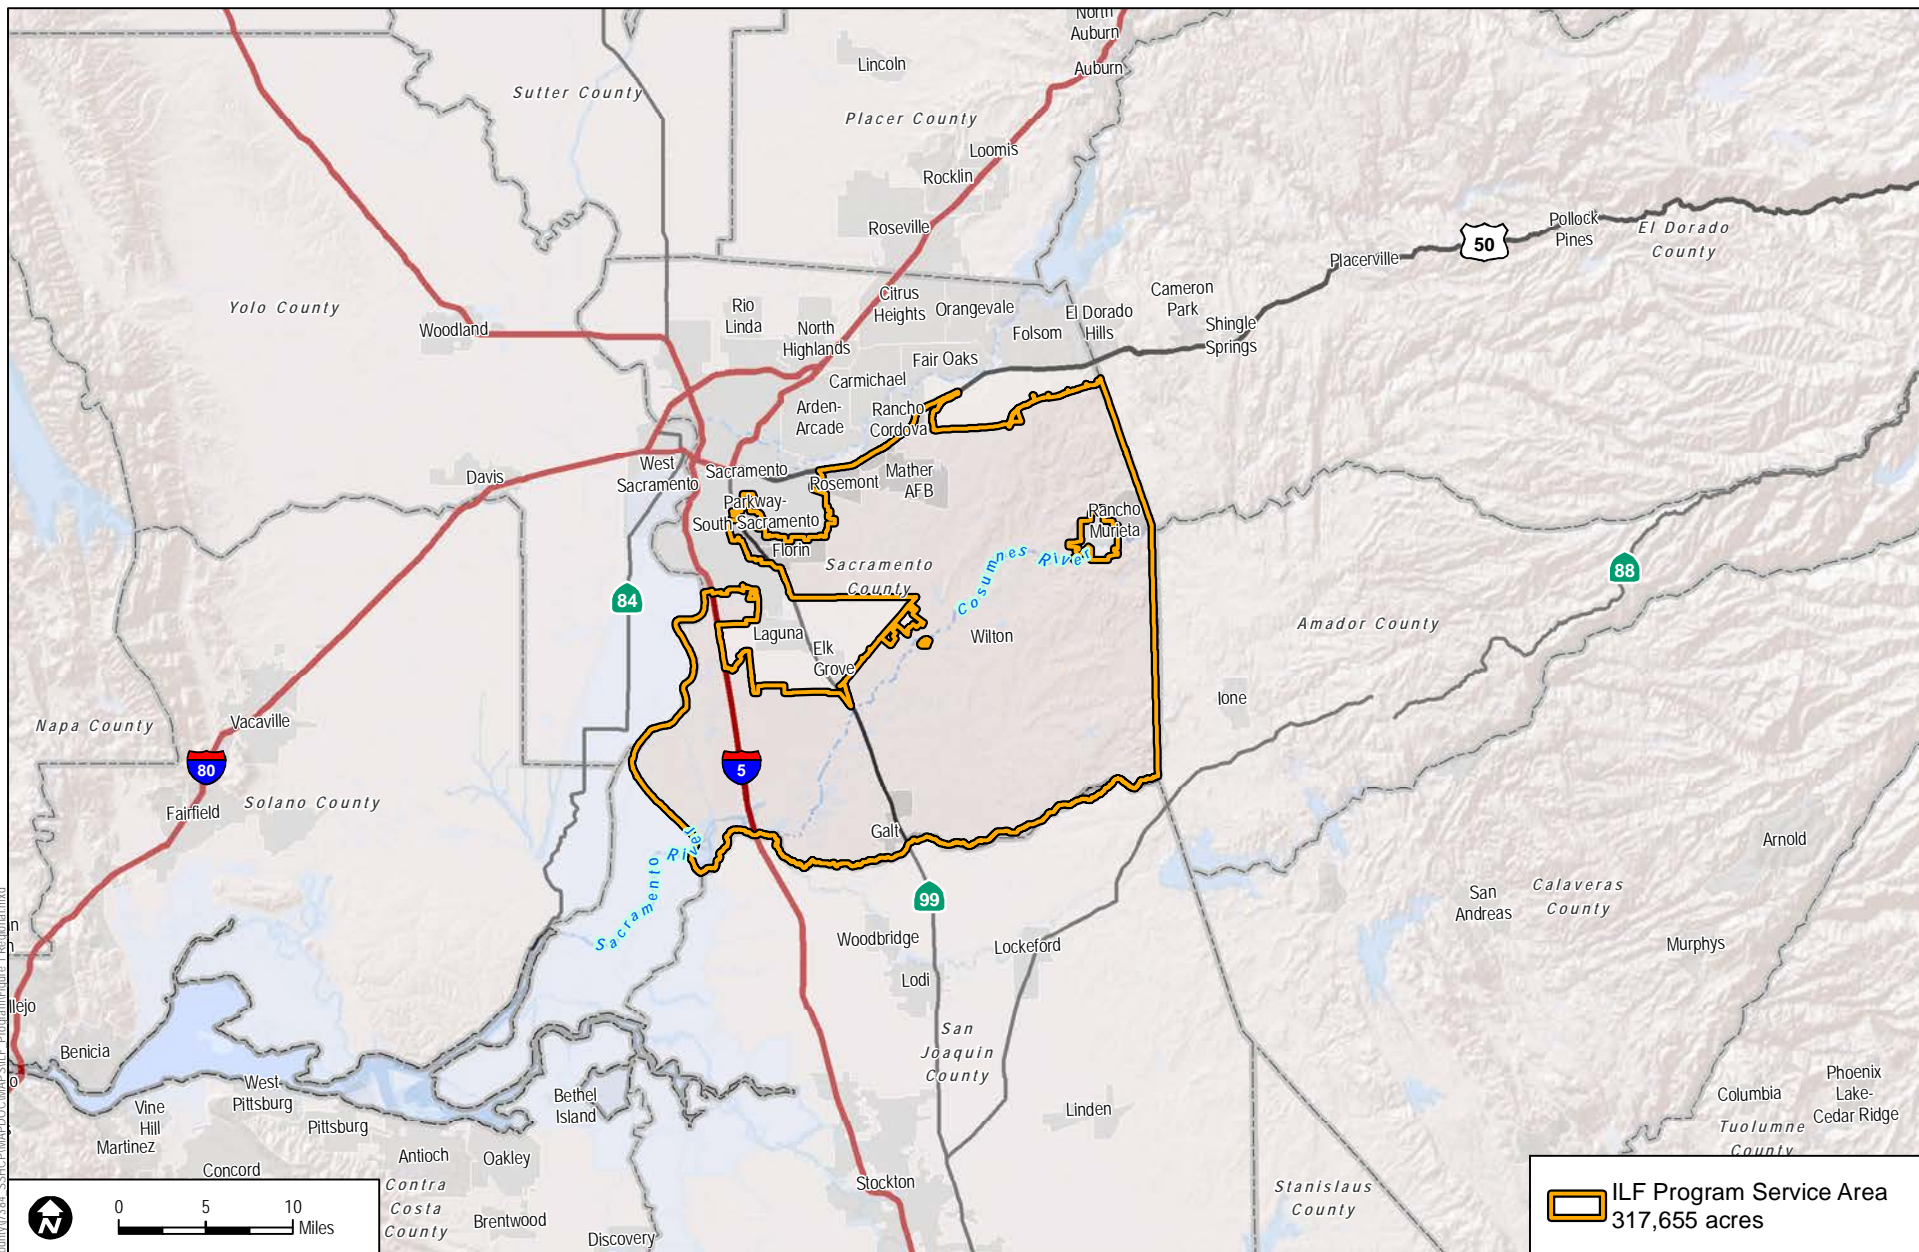 North
Auburn
Auburn
Lincoln
Sutter County
Placer County
Loomis
Rocklin
Roseville
Pollock
Pines
El Dorado
County
50
Placerville
Cameron
Park
Shingle
Springs
El Dorado
Hills
Citrus
Heights
Orangevale
Folsom
Rio
Linda
North
Highlands
Yolo County
Woodland
Fair Oaks
Carmichael
Arden-
Arcade
Rancho
Cordova
Davis
West
Sacramento
Sacramento
Rosemont
Mather
AFB
Parkway-
South Sacramento
Florin
Rancho
Murieta
Sacramento
County
Cosumnes River
88
84
Laguna
Elk
Grove
Wilton
Amador County
Ione
Napa County
Vacaville
80
5
Fairfield
Solano County
Galt
Sacramento River
Arnold
99
San
Andreas
Calaveras
County
Woodbridge
Lockeford
Murphys
Lodi
llejo
San
Joaquin
County
Benicia
West
Pittsburg
Bethel
Island
Vine
Hill
Martinez
Pittsburg
Linden
Columbia
Phoenix
Lake-
Cedar Ridge
Tuolumne
County
Antioch
Oakley
Concord
Contra
Costa
County
Brentwood
Stockton
Stanislaus
County
Discovery
N
0 5 10
Miles
ILF Program Service Area
317,655 acres